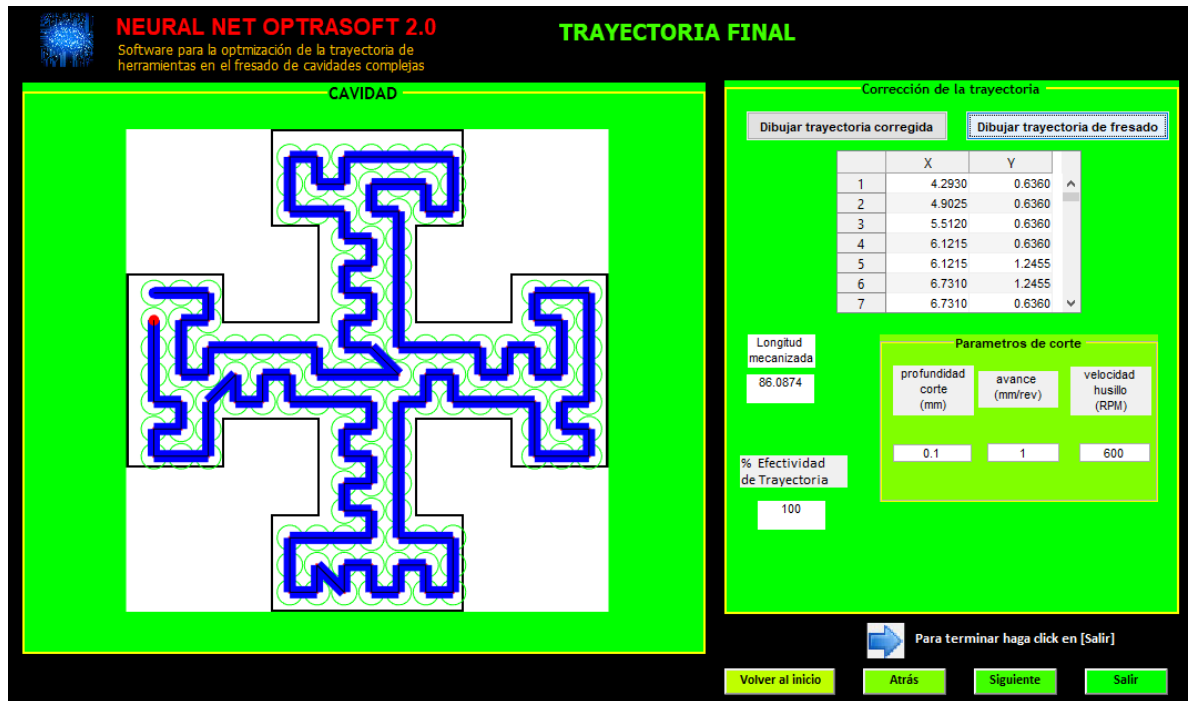 NEURAL NET OPTRASOFT 2.0
Software para la optmización de la trayectoria de
herramientas en el fresado de cavidades complejas
TRAYECTORIA FINAL
CAVIDAD
Corrección de la trayectoria
Dibujar trayectoria corregida
Dibujar trayectoria de fresado
X Y
1 4.2930 0.6360
2 4.9025 0.6360
3 5.5120 0.6360
4 6.1215 0.6360
5 6.1215 1.2455
6 6.7310 1.2455
7 6.7310 0.6360
Longitud
mecanizada
86.0874
% Efectividad
de Trayectoria
100
Parametros de corte
profundidad
corte
(mm)
avance
(mm/rev)
velocidad
husillo
(RPM)
0.1
1
600
Para terminar haga click en [Salir]
Volver al inicio
Atrás
Siguiente
Salir